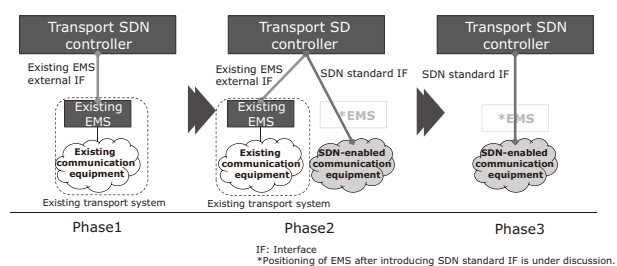 Transport SDN
controller
Existing EMS
external IF
Existing
EMS
Existing
communication
equipment
Existing transport system
Phase1
Transport SD
controller
Existing EMS
external IF
SDN standard IF
Existing
EMS
*EMS
Existing
communication
equipment
SDN-enabled
communication
equipment
Existing transport system
Phase2
Transport SDN
controller
SDN standard IF
*EMS
SDN-enabled
communication
equipment
Phase3
IF: Interface
*Positioning of EMS after introducing SDN standard IF is under discussion.